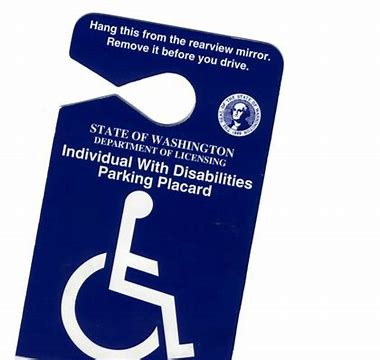 Hang this from the rearview mirror.
Remove it before you drive.
STATE OF WASHINGTON
DEPARTMENT OF LICENSING
Individual With Disabilities
Parking Placard